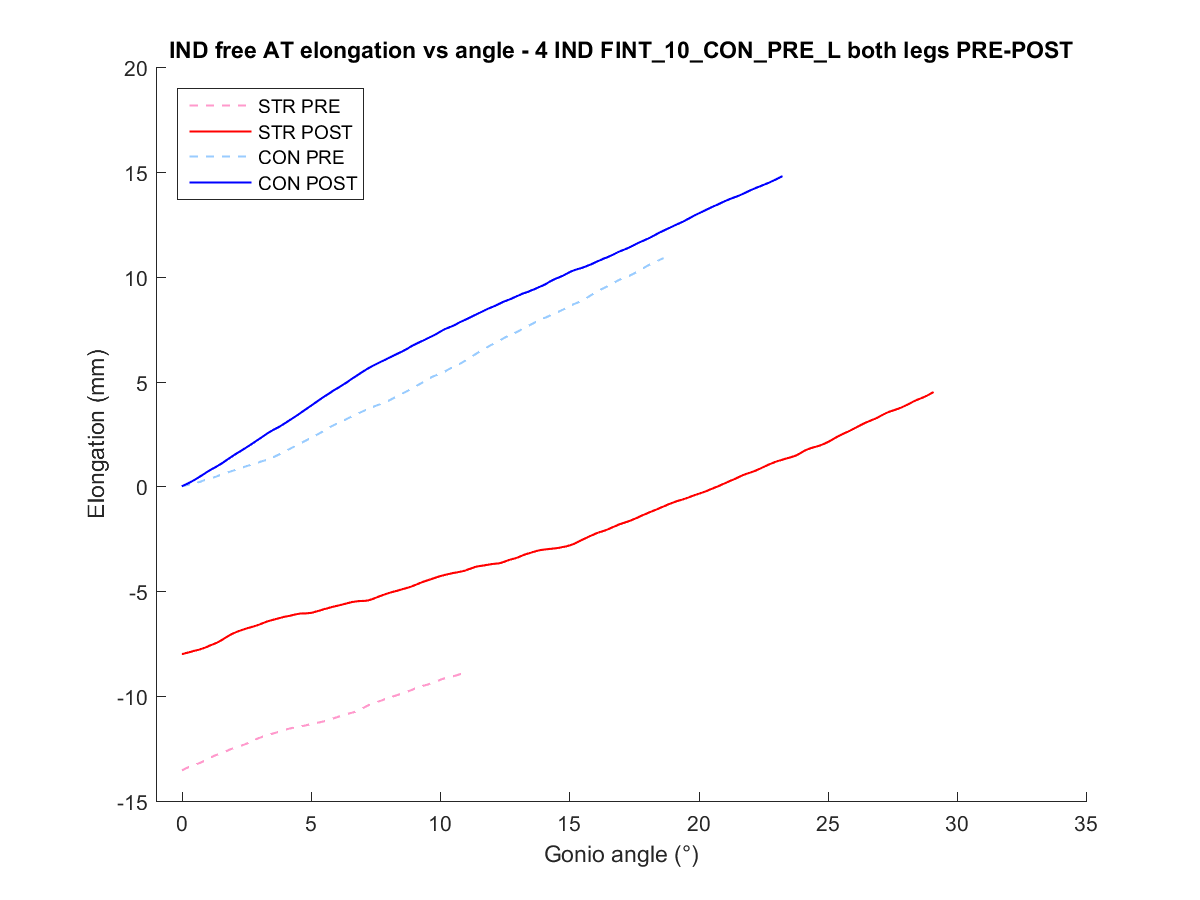 IND free AT elongation vs angle - 4 IND FINT_10_CON_PRE_L both legs PRE-POST
20
15
10
5
0
-5
-10
-15
Elongation (mm)
STR PRE
STR POST
CON PRE
CON POST
0 5 10 15 20 25 30 35
Gonio angle (°)